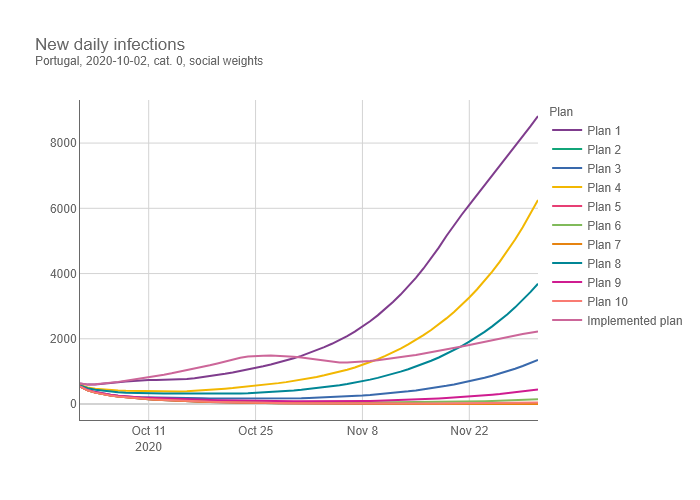 New daily infections
Portugal, 2020-10-02, cat. 0, social weights
Plan
Plan 1
Plan 2
Plan 3
Plan 4
Plan 5
Plan 6
Plan 7
Plan 8
Plan 9
Plan 10
Implemented plan
8000
6000
4000
2000
0
Oct 11
2020
Oct 25
Nov 8
Nov 22